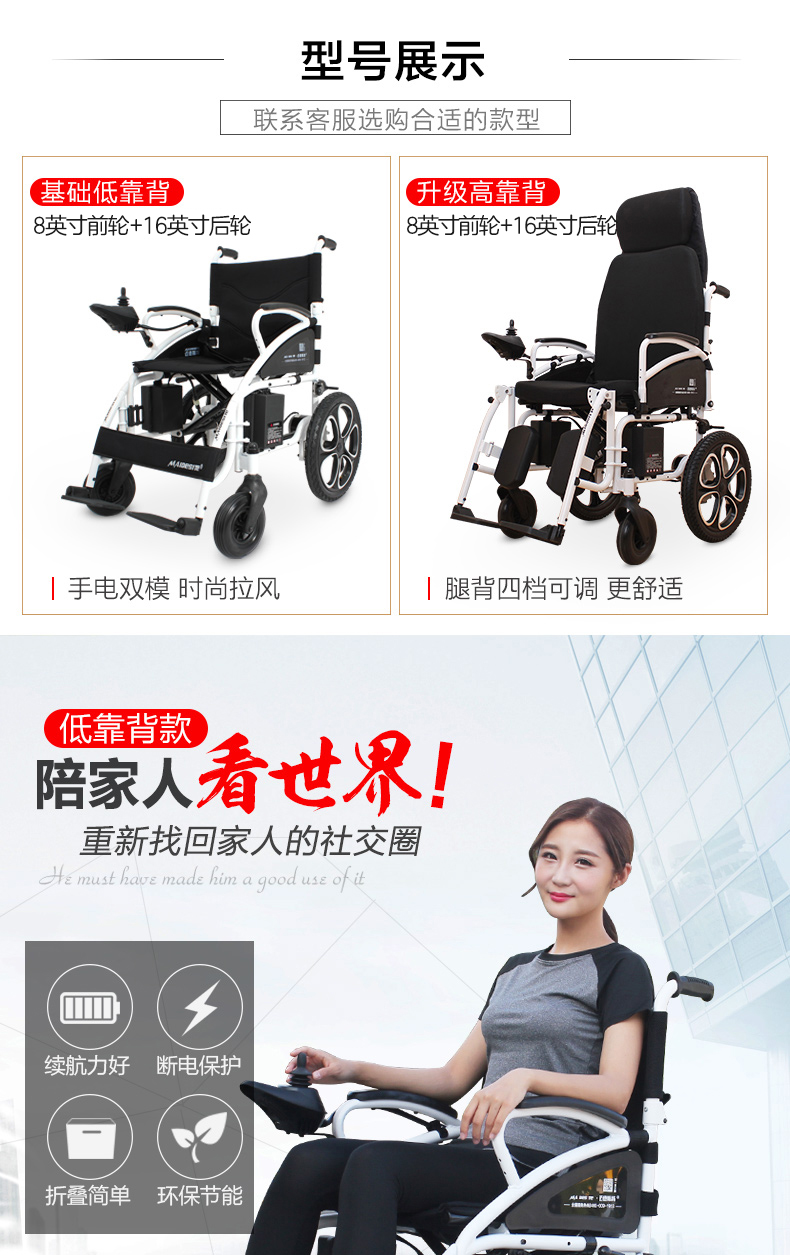 型号展示
联系客服选购合适的款型
基础低靠背
8英寸前轮+16英寸后轮
手电双模 时尚拉风
升级高靠背
8英寸前轮+16英寸后轮
腿背四档可调 更舒适
低靠背款
陪家人看世界!
重新找回家人的社交圈
He must have made him a good use of it
续航力好
断电保护
折叠简单
环保节能